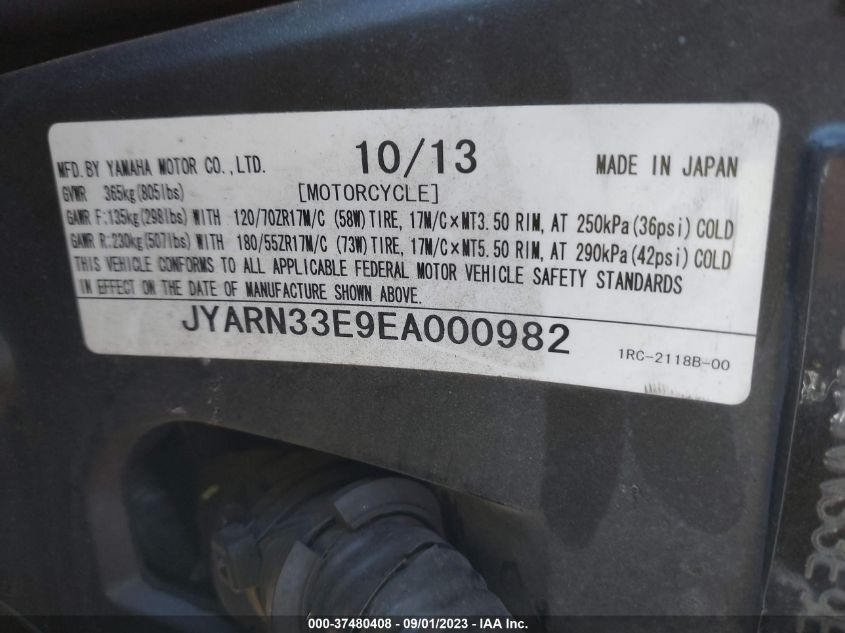 MFD.BY YAMAHA MOTOR CO.,LTD. 10/13 MADE IN JAPAN
GVWR 365kg(805lbs) [MOTORCYCLE]
GAWR F:135kg(298lbs)WITH 120/70ZR17M/C (58W)TIRE, 17M/C×MT3.50 RIM, AT 250kPa(36psi)COLD
GAWR R:230kg(507lbs)WITH 180/55ZR17M/C (73W)TIRE, 17M/C×MT5.50 RIM, AT 290kPa(42psi)COLD
THIS VEHICLE CONFORMS TO ALL APPLICABLE FEDERAL MOTOR VEHICLE SAFETY STANDARDS
IN EFFECT ON THE DATE OF MANUFACTURE SHOWN ABOVE.
JYARN33E9EA000982 1RC-2118B-00
000-37480408 - 09/01/2023 - IAA Inc.